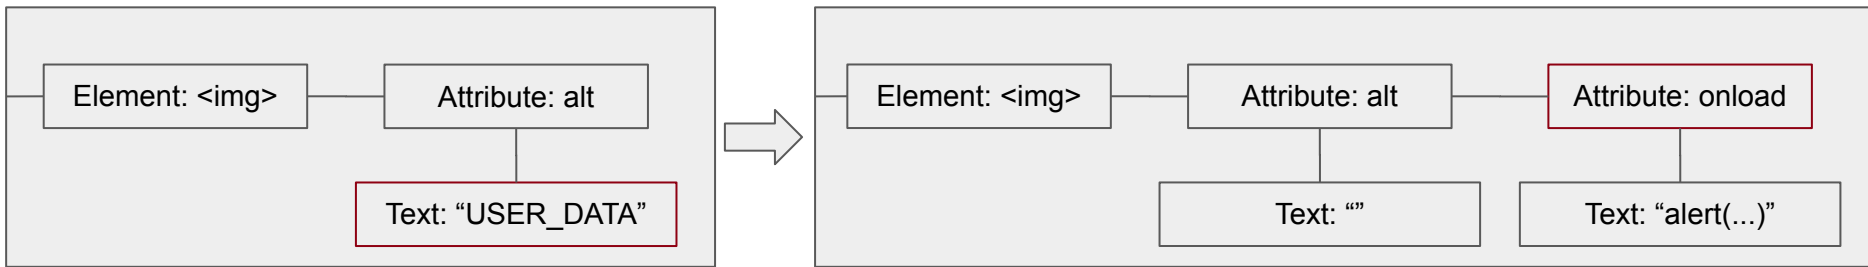 Element: <img>
Attribute: alt
Text: “USER_DATA”
Element: <img>
Attribute: alt
Attribute: onload
Text: “”
Text: “alert(...)”